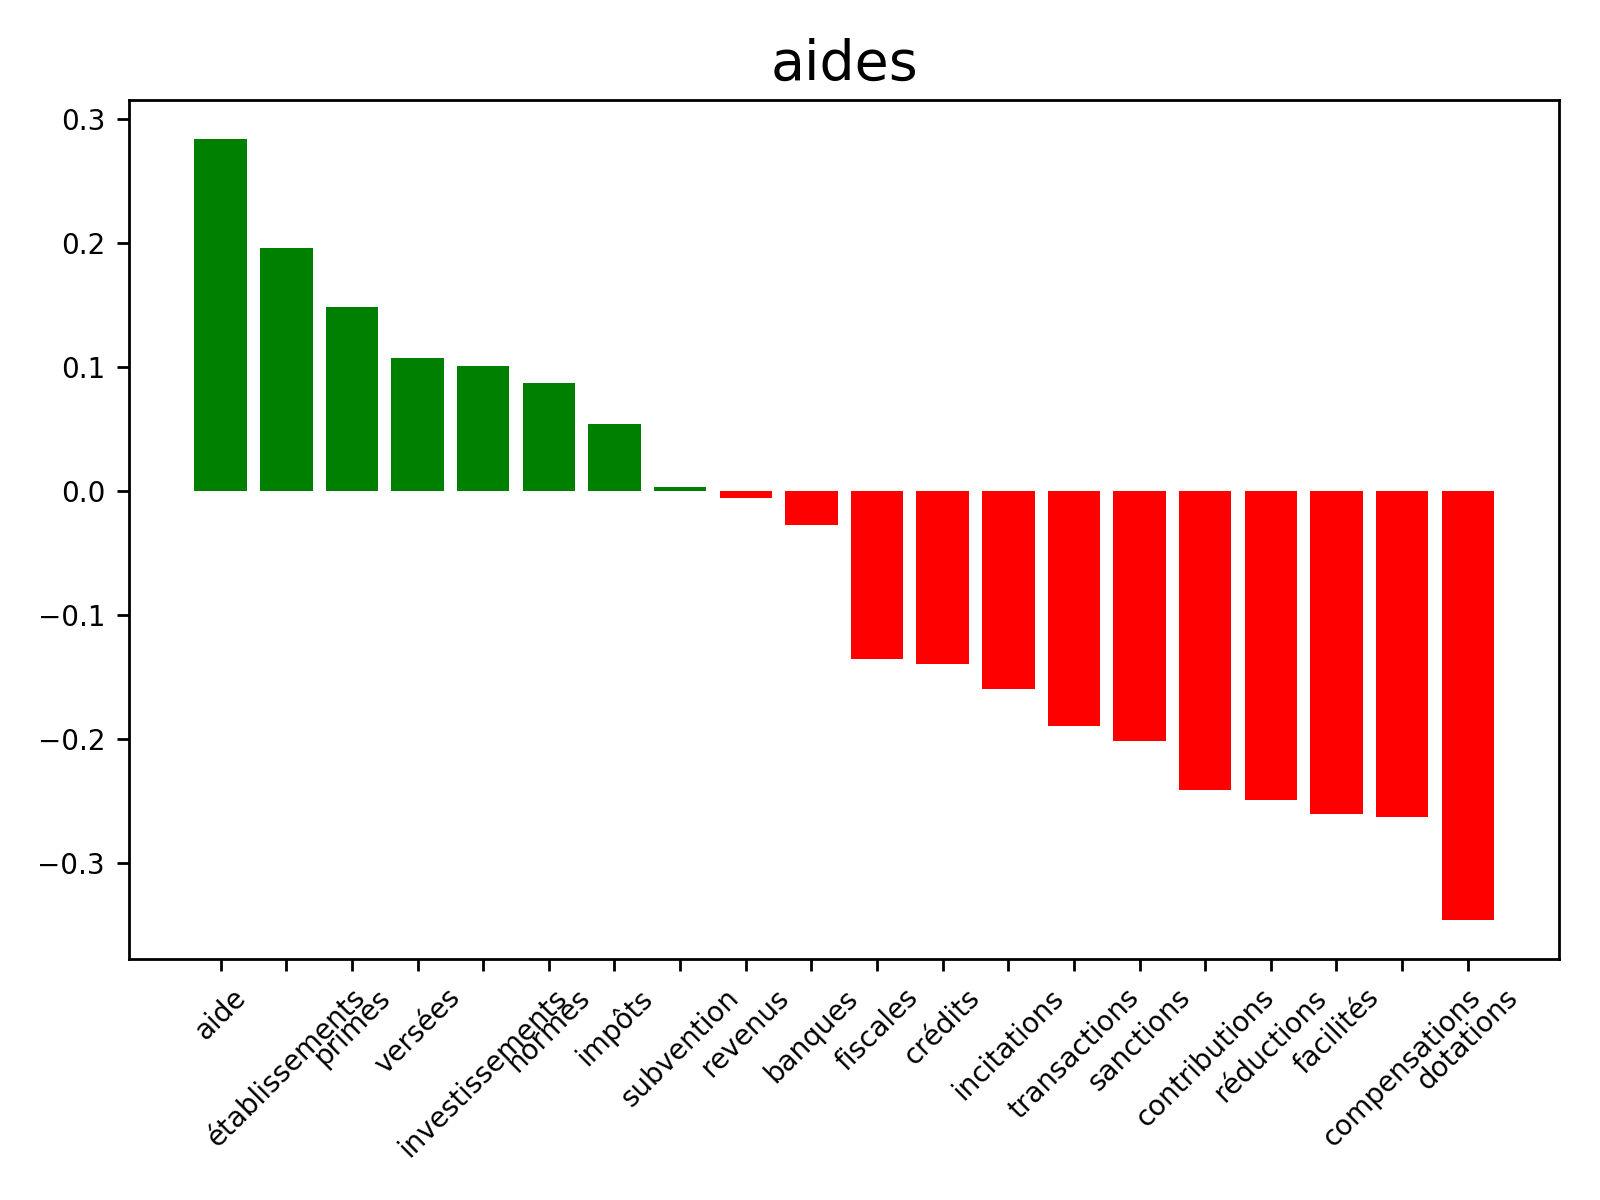 aides
0.3
0.2
0.1
0.0
−0.1
−0.2
−0.3
aide
établissements
primes
versées
investissements
normes
impôts
subvention
revenus
banques
fiscales
crédits
incitations
transactions
sanctions
contributions
réductions
facilités
compensations
dotations